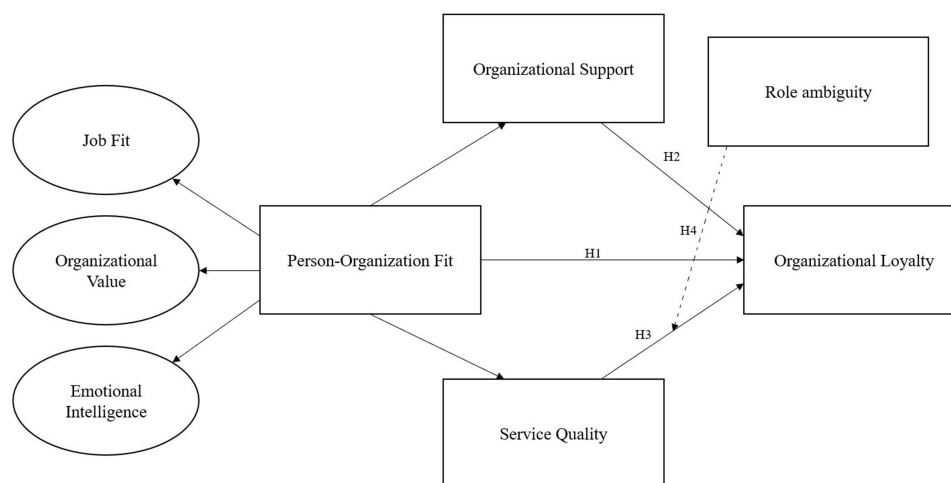 Organizational Support
Role ambiguity
Job Fit
H2
H4
Organizational
Value
Person-Organization Fit
H1
Organizational Loyalty
H3
Emotional
Intelligence
Service Quality